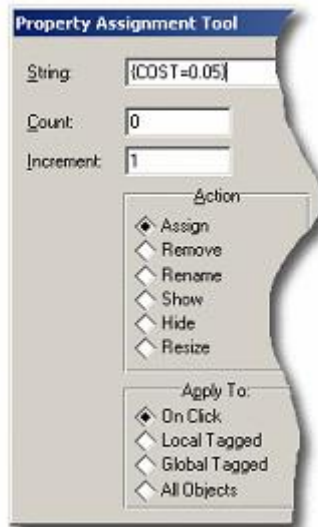 Property Assignment Tool
String: {COST=0.05}
Count: 0
Increment: 1
Action
Assign
Remove
Rename
Show
Hide
Resize
Apply To:
On Click
Local Tagged
Global Tagged
All Objects